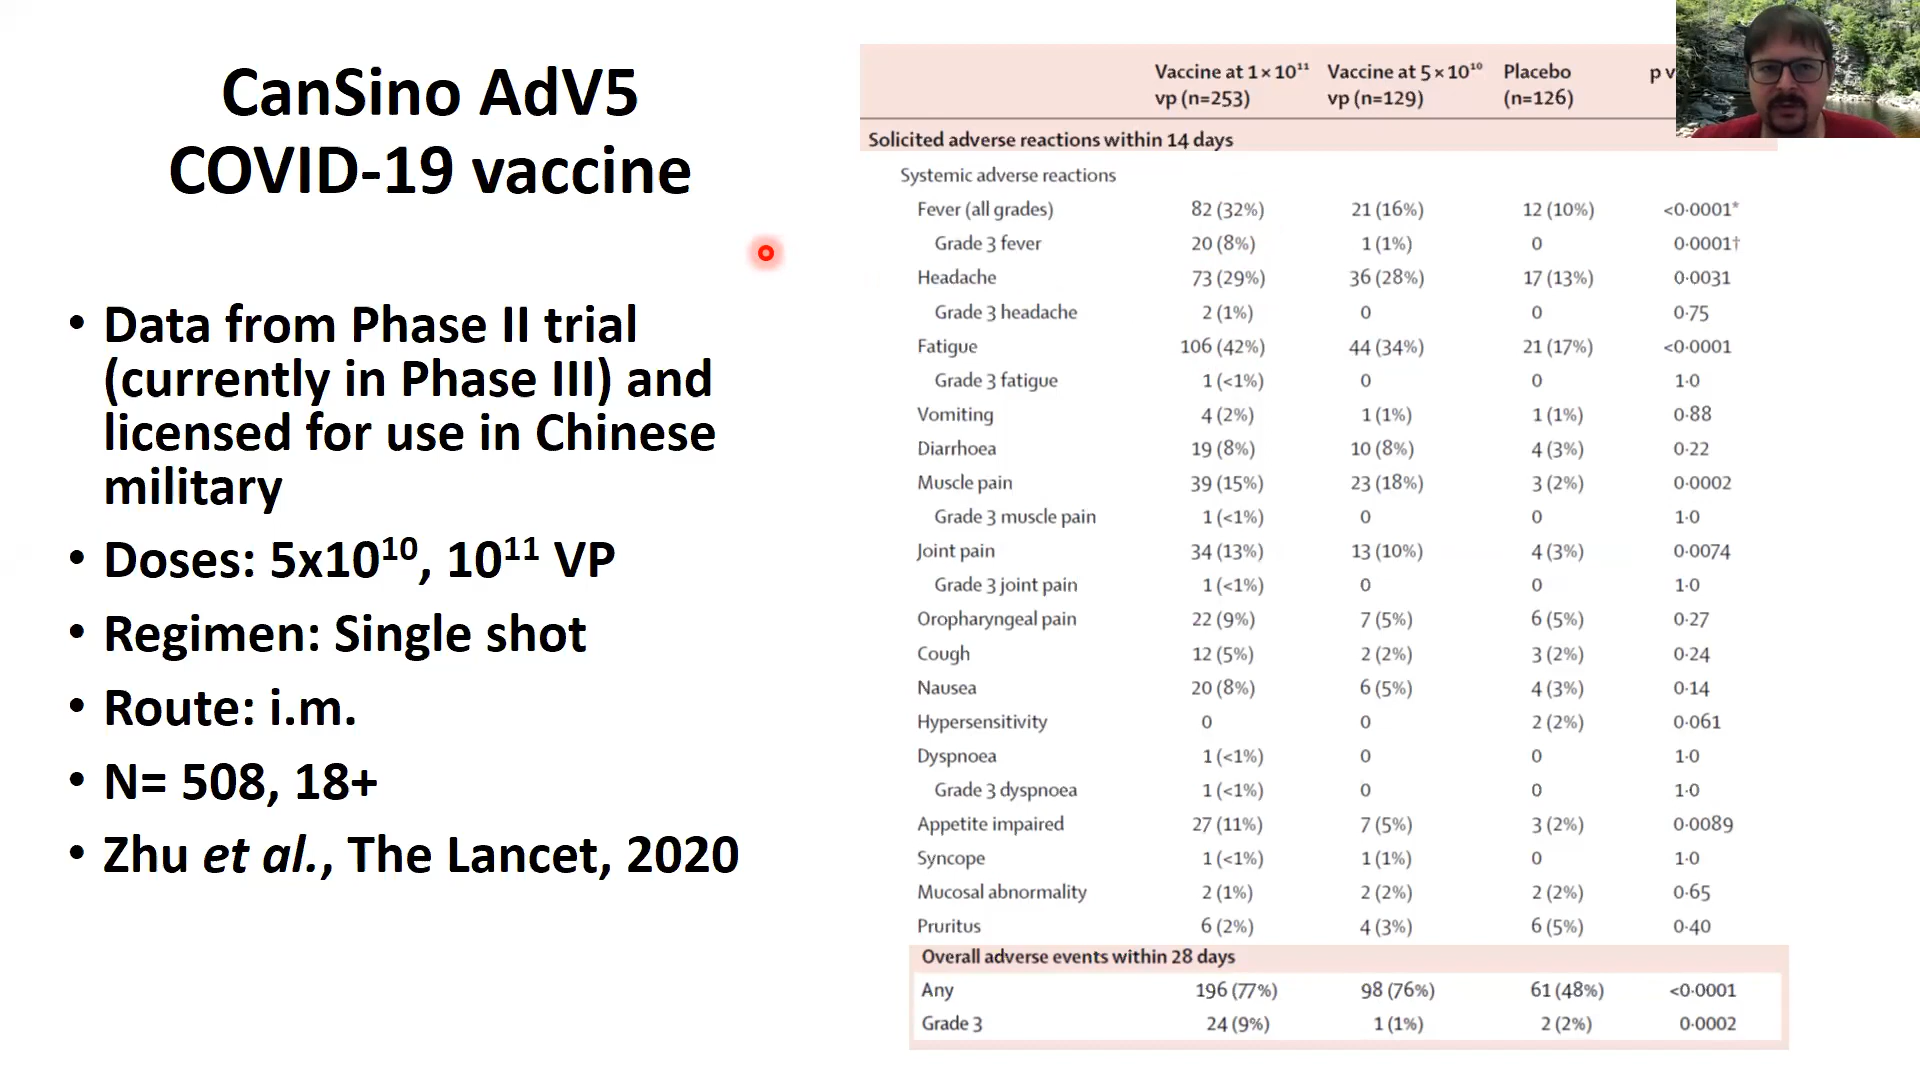 CanSino AdV5
COVID-19 vaccine
• Data from Phase II trial
(currently in Phase III) and
licensed for use in Chinese
military
• Doses: 5x10¹⁰, 10¹¹ VP
• Regimen: Single shot
• Route: i.m.
• N= 508, 18+
• Zhu et al., The Lancet, 2020
Vaccine at 1 × 10¹¹ Vaccine at 5 × 10¹⁰ Placebo p v
vp (n=253) vp (n=129) (n=126)
Solicited adverse reactions within 14 days
Systemic adverse reactions
Fever (all grades) 82 (32%) 21 (16%) 12 (10%) <0·0001*
Grade 3 fever 20 (8%) 1 (1%) 0 0·0001†
Headache 73 (29%) 36 (28%) 17 (13%) 0·0031
Grade 3 headache 2 (1%) 0 0 0·75
Fatigue 106 (42%) 44 (34%) 21 (17%) <0·0001
Grade 3 fatigue 1 (<1%) 0 0 1·0
Vomiting 4 (2%) 1 (1%) 1 (1%) 0·88
Diarrhoea 19 (8%) 10 (8%) 4 (3%) 0·22
Muscle pain 39 (15%) 23 (18%) 3 (2%) 0·0002
Grade 3 muscle pain 1 (<1%) 0 0 1·0
Joint pain 34 (13%) 13 (10%) 4 (3%) 0·0074
Grade 3 joint pain 1 (<1%) 0 0 1·0
Oropharyngeal pain 22 (9%) 7 (5%) 6 (5%) 0·27
Cough 12 (5%) 2 (2%) 3 (2%) 0·24
Nausea 20 (8%) 6 (5%) 4 (3%) 0·14
Hypersensitivity 0 0 2 (2%) 0·061
Dyspnoea 1 (<1%) 0 0 1·0
Grade 3 dyspnoea 1 (<1%) 0 0 1·0
Appetite impaired 27 (11%) 7 (5%) 3 (2%) 0·0089
Syncope 1 (<1%) 1 (1%) 0 1·0
Mucosal abnormality 2 (1%) 2 (2%) 2 (2%) 0·65
Pruritus 6 (2%) 4 (3%) 6 (5%) 0·40
Overall adverse events within 28 days
Any 196 (77%) 98 (76%) 61 (48%) <0·0001
Grade 3 24 (9%) 1 (1%) 2 (2%) 0·0002